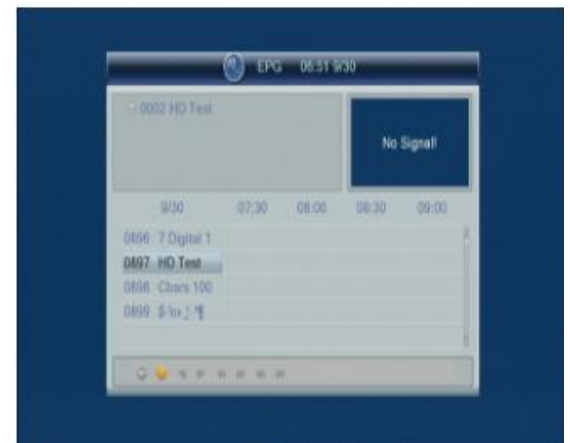 EPG 06:51 9/30
0002 HD Test
No Signal!
9/30 07:30 08:00 08:30 09:00
0896 7 Digital 1
0897 HD Test
0898 Cbars 100
0899